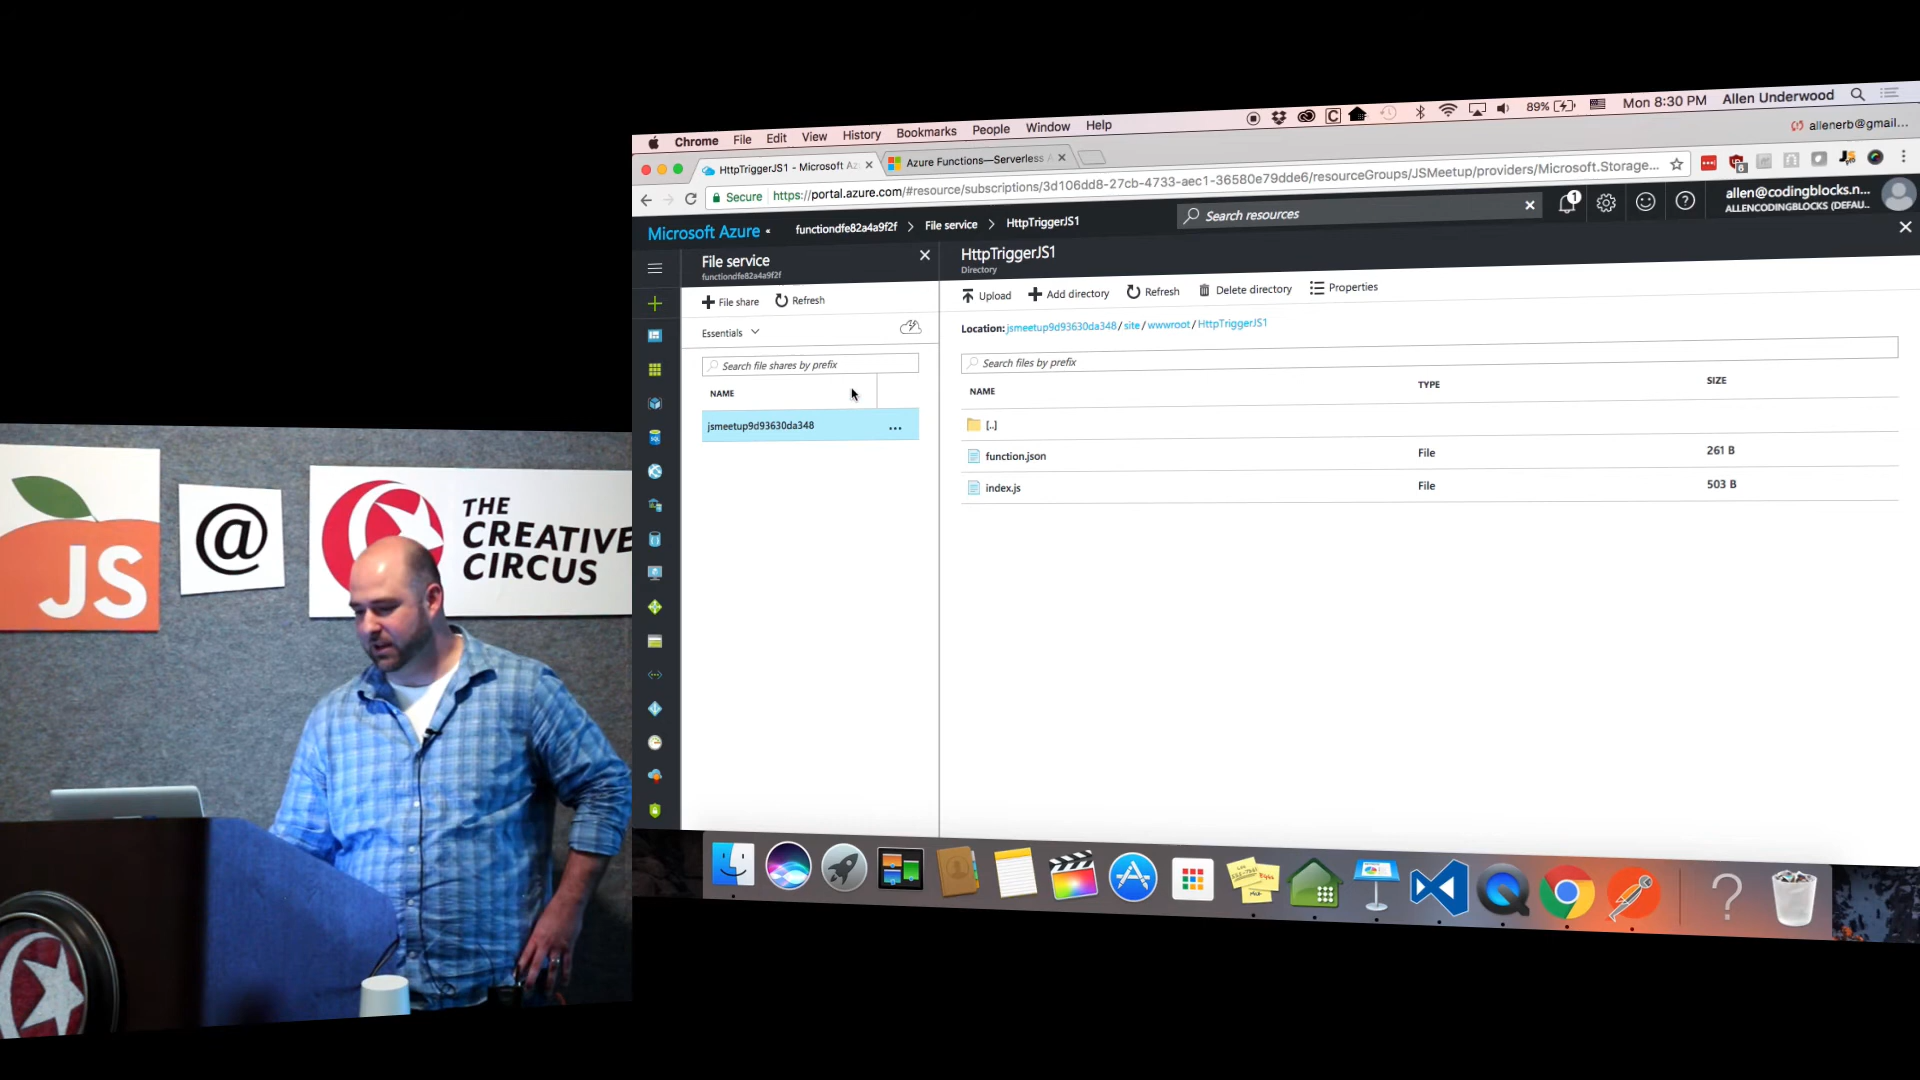 Chrome File Edit View History Bookmarks People Window Help
89% Mon 8:30 PM Allen Underwood
HttpTriggerJS1 - Microsoft Az
Azure Functions—Serverless A
allenerb@gmail...
Secure https://portal.azure.com/#resource/subscriptions/3d106dd8-27cb-4733-aec1-36580e79dde6/resourceGroups/JSMeetup/providers/Microsoft.Storage...
Microsoft Azure functiondfe82a4a9f2f > File service > HttpTriggerJS1
Search resources
1
allen@codingblocks.n...
ALLENCODINGBLOCKS (DEFAU...
File service
functiondfe82a4a9f2f
File share Refresh
Essentials
Search file shares by prefix
NAME
jsmeetup9d93630da348 ...
HttpTriggerJS1
Directory
Upload Add directory Refresh Delete directory Properties
Location: jsmeetup9d93630da348 / site / wwwroot / HttpTriggerJS1
Search files by prefix
NAME TYPE SIZE
[..]
function.json File 261 B
index.js File 503 B
JS
@
THE
CREATIVE
CIRCUS